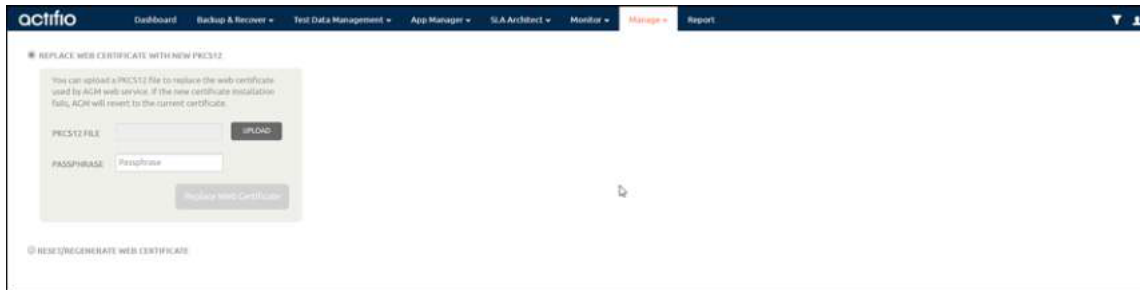 actifio Dashboard Backup & Recover Test Data Management App Manager SLA Architect Monitor Manage Report
REPLACE WEB CERTIFICATE WITH NEW PKCS12
You can upload a PKCS12 file to replace the web certificate
used by AGM web service. If the new certificate installation
fails, AGM will revert to the current certificate.
PKCS12 FILE UPLOAD
PASSPHRASE Passphrase
Replace Web Certificate
RESET/REGENERATE WEB CERTIFICATE